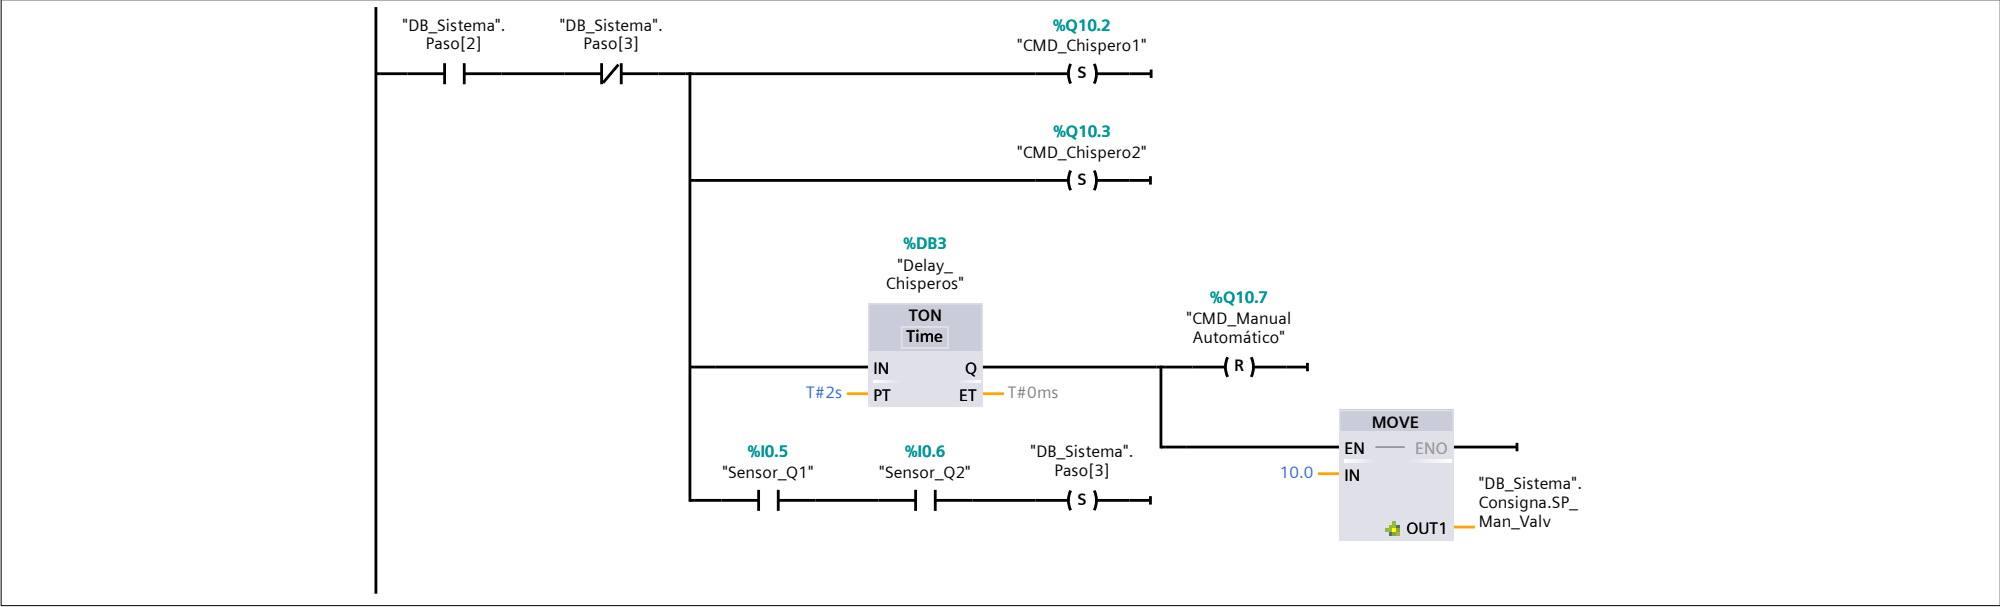 "DB_Sistema".
Paso[2]
"DB_Sistema".
Paso[3]
%Q10.2
"CMD_Chispero1"
S
%Q10.3
"CMD_Chispero2"
S
%DB3
"Delay_
Chisperos"
TON
Time
IN
Q
T#2s
PT
ET
T#0ms
%Q10.7
"CMD_Manual
Automático"
R
MOVE
EN
ENO
10.0
IN
OUT1
"DB_Sistema".
Consigna.SP_
Man_Valv
%I0.5
"Sensor_Q1"
%I0.6
"Sensor_Q2"
"DB_Sistema".
Paso[3]
S